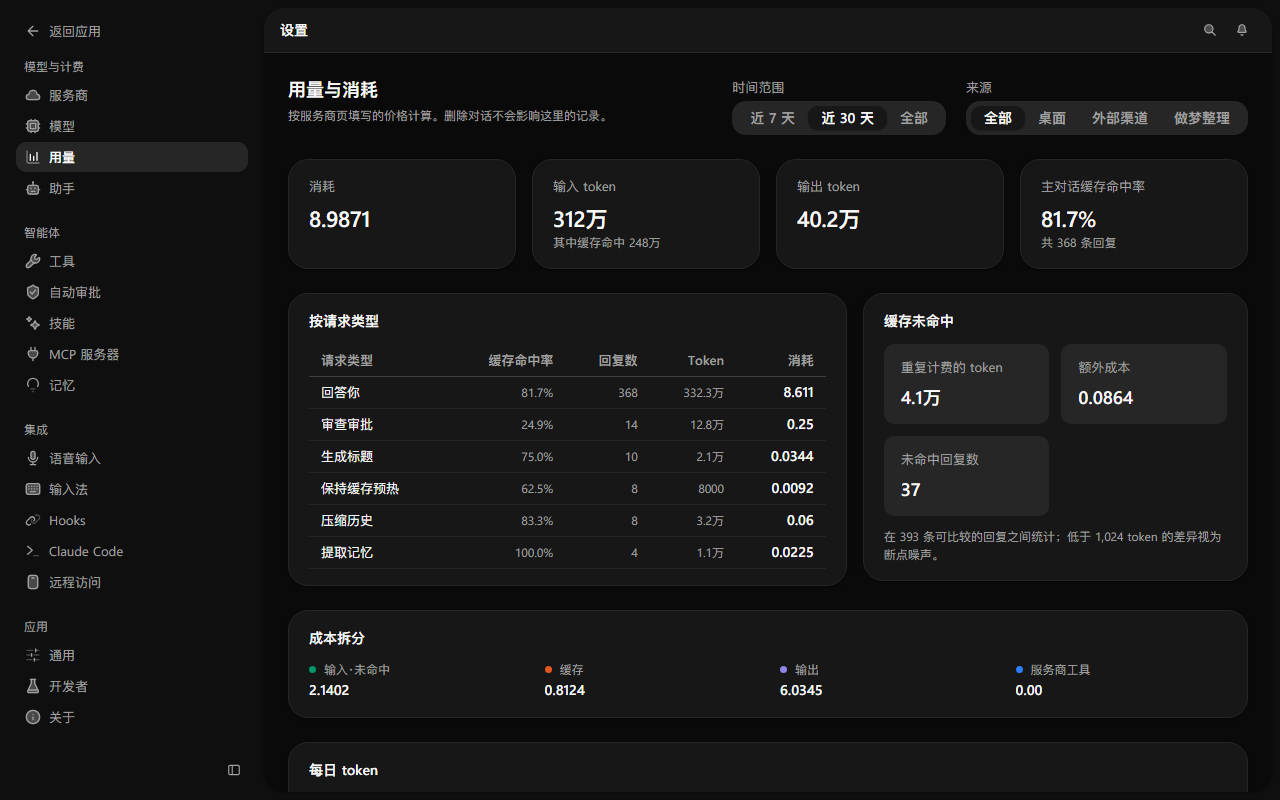 返回应用
模型与计费
服务商
模型
用量
助手
智能体
工具
自动审批
技能
MCP 服务器
记忆
集成
语音输入
输入法
Hooks
Claude Code
远程访问
应用
通用
开发者
关于
设置
用量与消耗
按服务商页填写的价格计算。删除对话不会影响这里的记录。
时间范围
近 7 天 近 30 天 全部
来源
全部 桌面 外部渠道 做梦整理
消耗
8.9871
输入 token
312万
其中缓存命中 248万
输出 token
40.2万
主对话缓存命中率
81.7%
共 368 条回复
按请求类型
请求类型 缓存命中率 回复数 Token 消耗
回答你 81.7% 368 332.3万 8.611
审查审批 24.9% 14 12.8万 0.25
生成标题 75.0% 10 2.1万 0.0344
保持缓存预热 62.5% 8 8000 0.0092
压缩历史 83.3% 8 3.2万 0.06
提取记忆 100.0% 4 1.1万 0.0225
缓存未命中
重复计费的 token
4.1万
额外成本
0.0864
未命中回复数
37
在 393 条可比较的回复之间统计；低于 1,024 token 的差异视为
断点噪声。
成本拆分
输入·未命中
2.1402
缓存
0.8124
输出
6.0345
服务商工具
0.00
每日 token